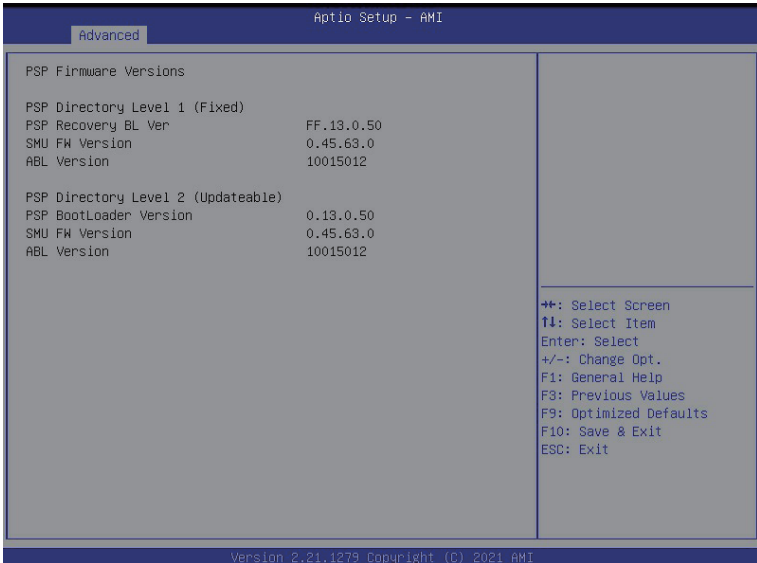 Aptio Setup – AMI
Advanced
PSP Firmware Versions
PSP Directory Level 1 (Fixed)
PSP Recovery BL Ver FF.13.0.50
SMU FW Version 0.45.63.0
ABL Version 10015012
PSP Directory Level 2 (Updateable)
PSP BootLoader Version 0.13.0.50
SMU FW Version 0.45.63.0
ABL Version 10015012
→←: Select Screen
↑↓: Select Item
Enter: Select
+/-: Change Opt.
F1: General Help
F3: Previous Values
F9: Optimized Defaults
F10: Save & Exit
ESC: Exit
Version 2.21.1279 Copyright (C) 2021 AMI